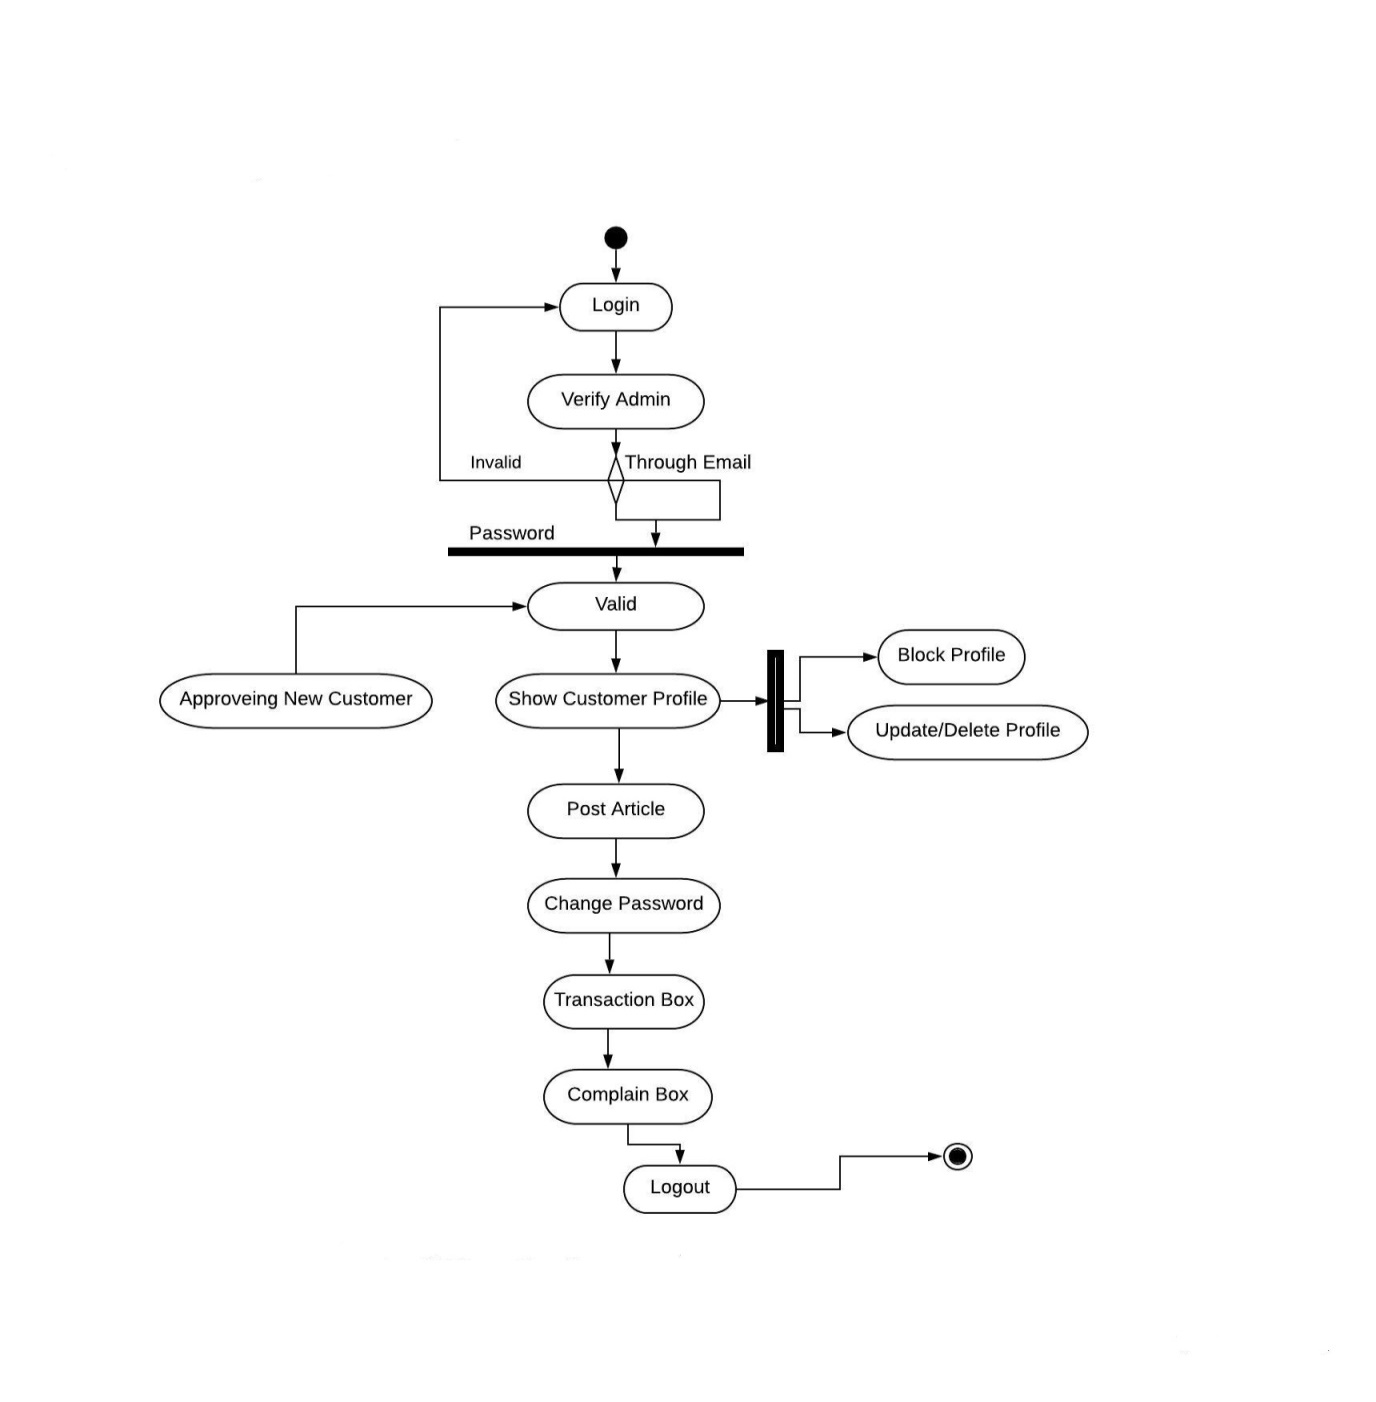 Login
Verify Admin
Invalid
Through Email
Password
Valid
Block Profile
Approveing New Customer
Show Customer Profile
Update/Delete Profile
Post Article
Change Password
Transaction Box
Complain Box
Logout